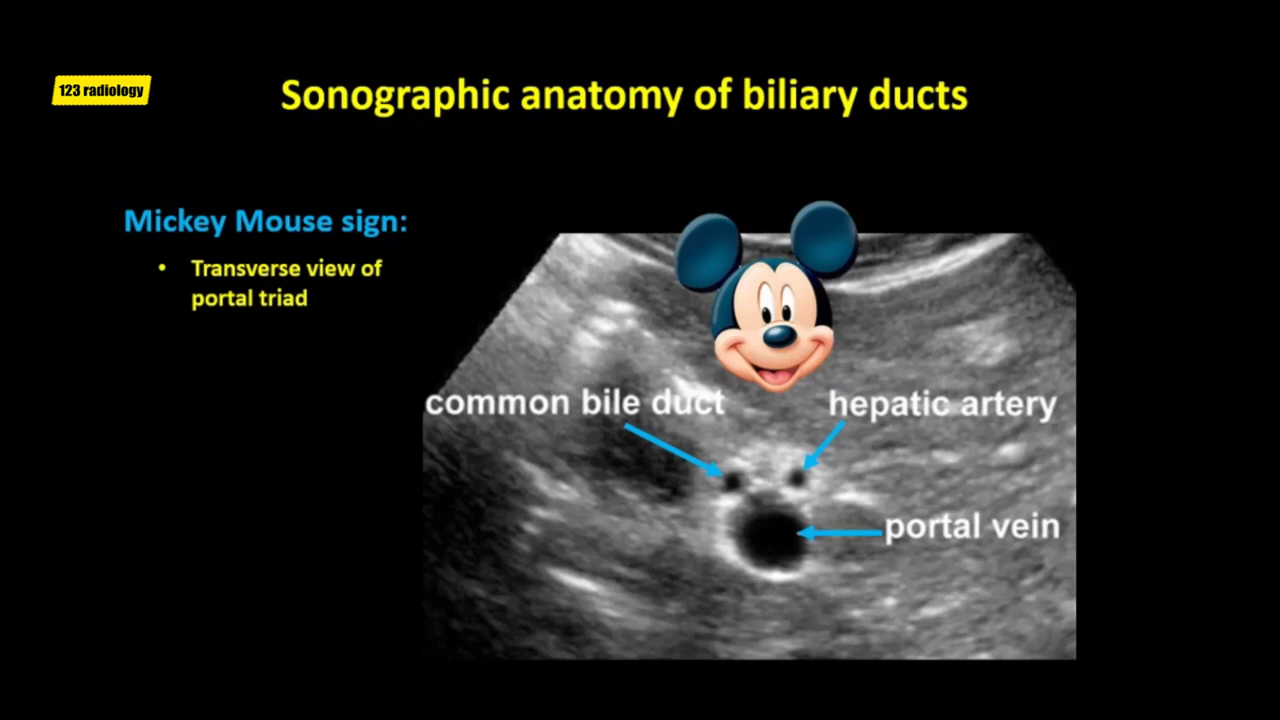 123 radiology
Sonographic anatomy of biliary ducts
Mickey Mouse sign:
• Transverse view of
portal triad
common bile duct
hepatic artery
portal vein